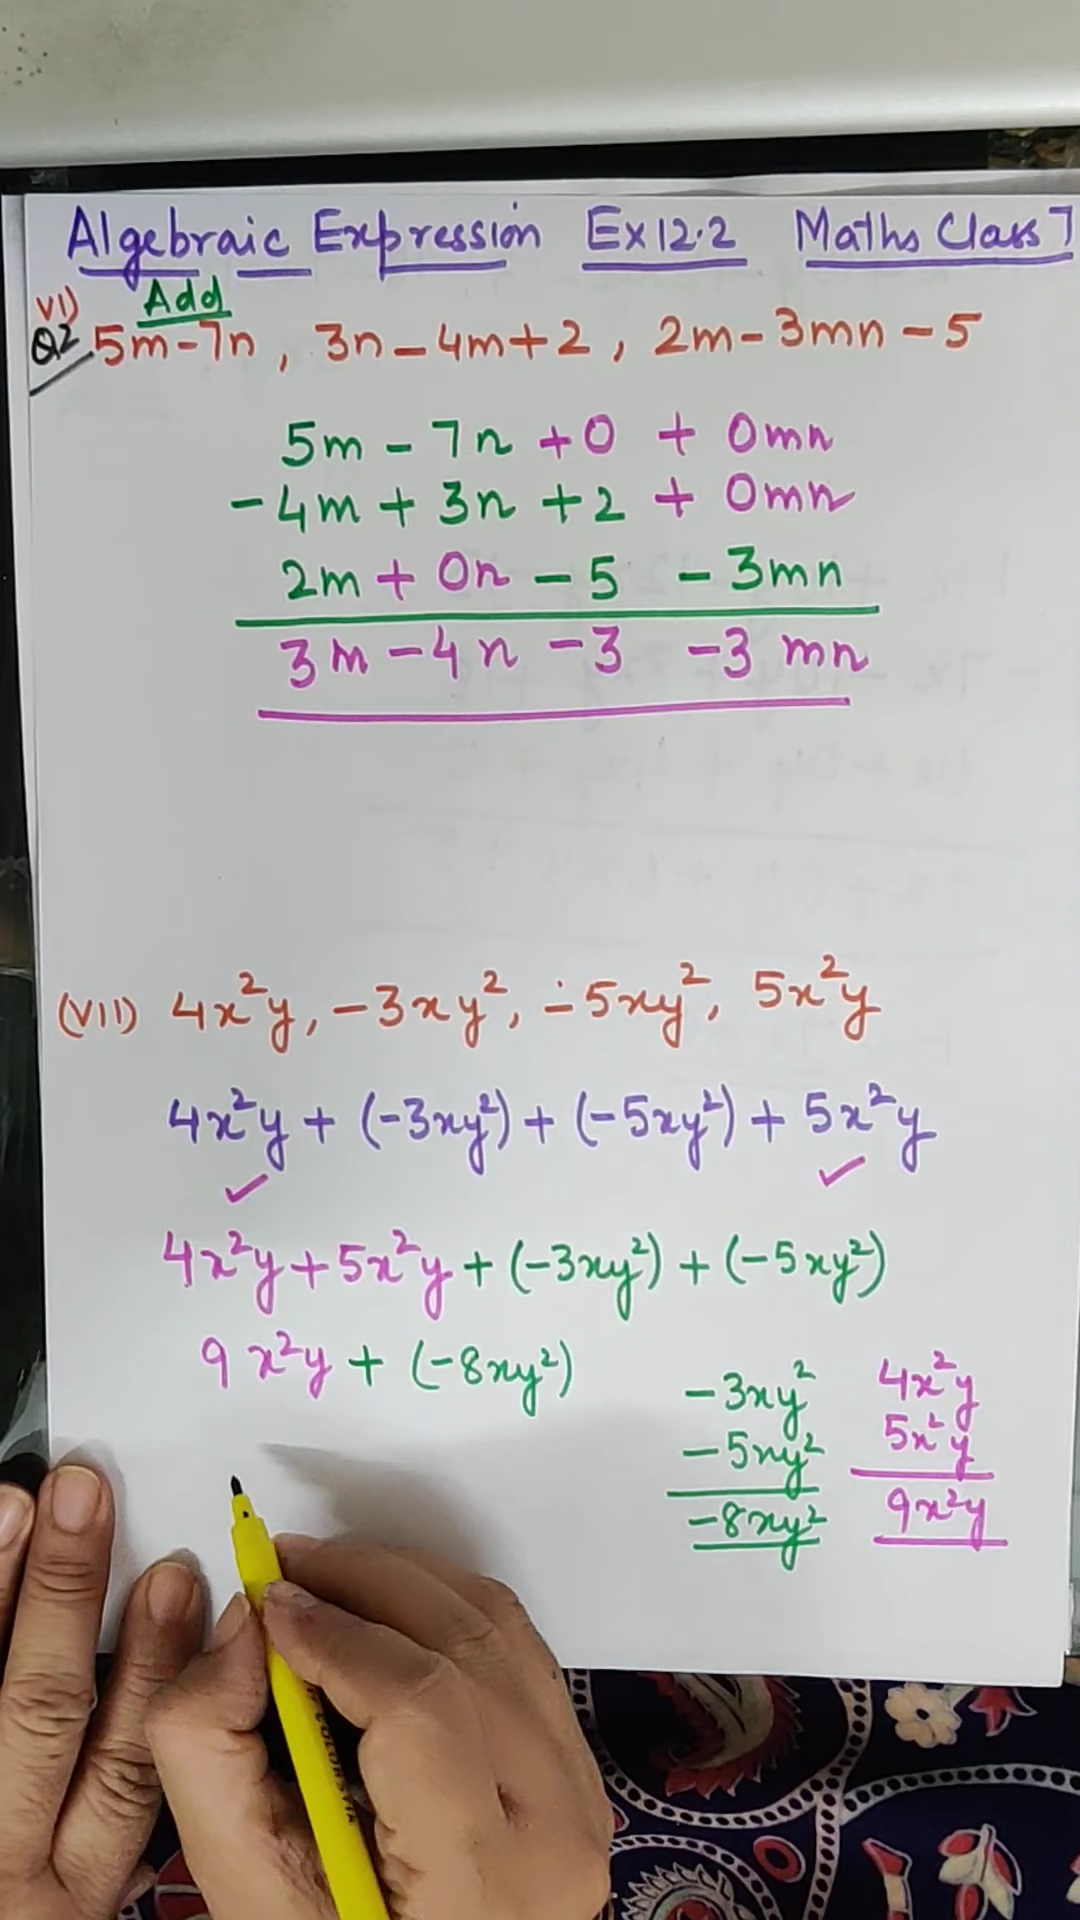 Algebraic Expression Ex 12.2 Maths Class 7
VI) Add
Q2 5m-7n, 3n-4m+2, 2m-3mn-5
5m - 7n + 0 + 0mn
-4m + 3n + 2 + 0mn
2m + 0n - 5 - 3mn
3m - 4n - 3 - 3 mn
(VII) 4x²y, -3xy², -5xy², 5x²y
4x²y + (-3xy²) + (-5xy²) + 5x²y
✓ ✓
4x²y + 5x²y + (-3xy²) + (-5xy²)
9x²y + (-8xy²)
-3xy² 4x²y
-5xy² 5x²y
-8xy² 9x²y